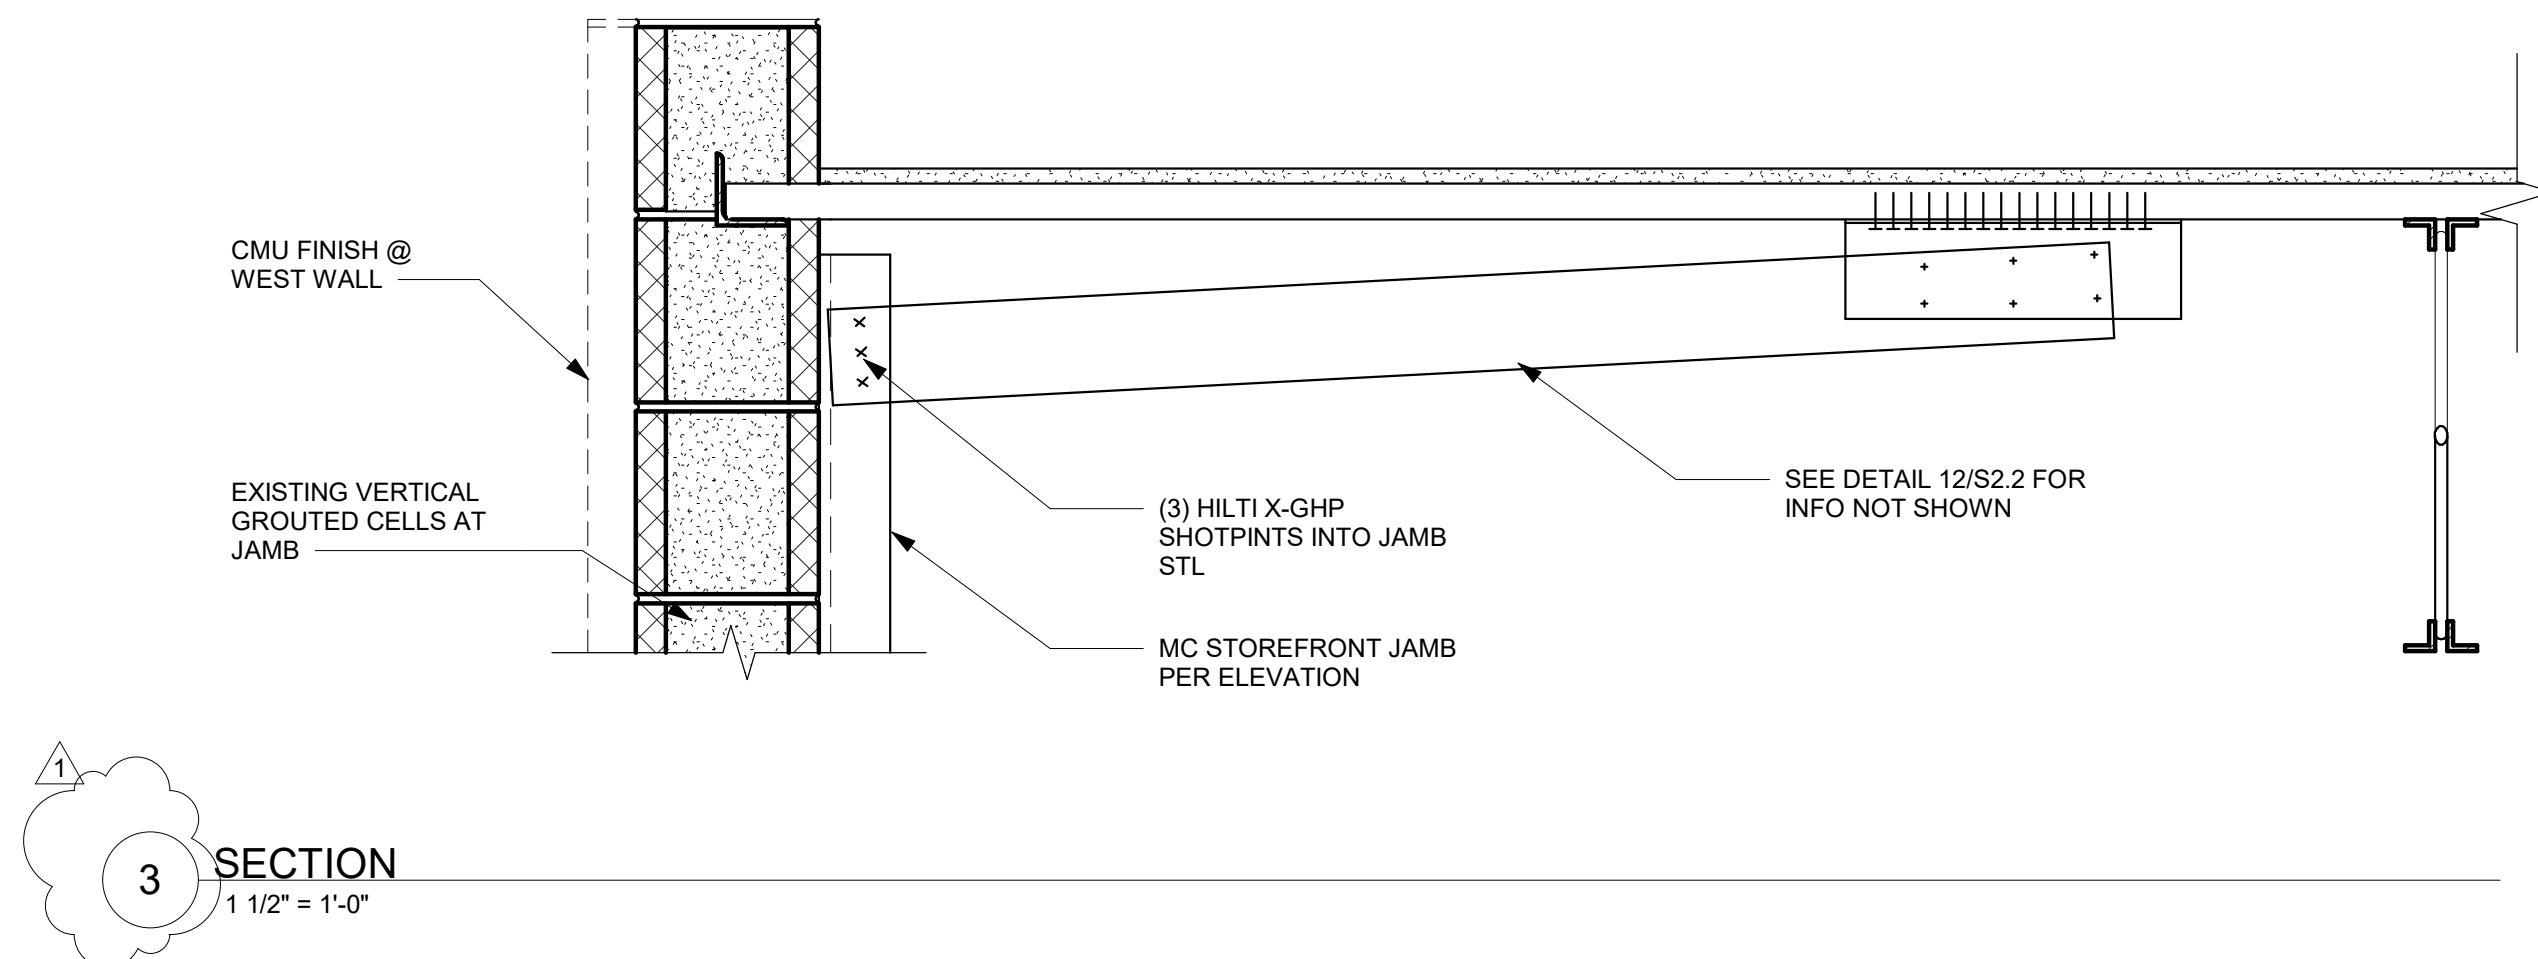 CMU FINISH @
WEST WALL
EXISTING VERTICAL
GROUTED CELLS AT
JAMB
(3) HILTI X-GHP
SHOTPINTS INTO JAMB
STL
MC STOREFRONT JAMB
PER ELEVATION
SEE DETAIL 12/S2.2 FOR
INFO NOT SHOWN
1
3
SECTION
1 1/2" = 1'-0"